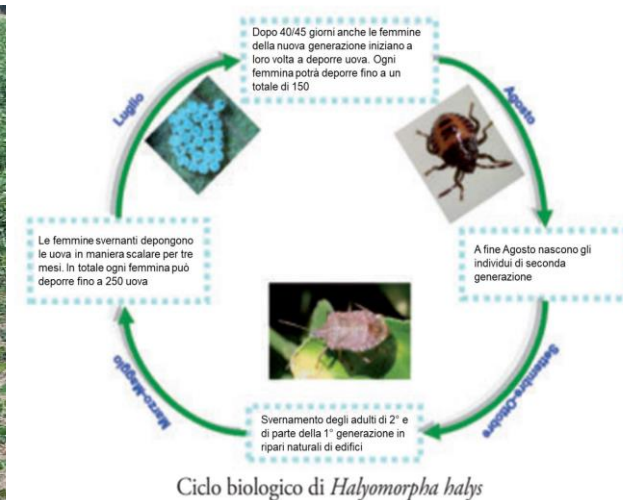 Dopo 40/45 giorni anche le femmine
della nuova generazione iniziano a
loro volta a deporre uova. Ogni
femmina potrà deporre fino a un
totale di 150
Luglio
Agosto
Le femmine svernanti depongono
le uova in maniera scalare per tre
mesi. In totale ogni femmina può
deporre fino a 250 uova
A fine Agosto nascono gli
individui di seconda
generazione
Marzo-Maggio
Settembre-Ottobre
Svernamento degli adulti di 2° e
di parte della 1° generazione in
ripari naturali di edifici
Ciclo biologico di Halyomorpha halys